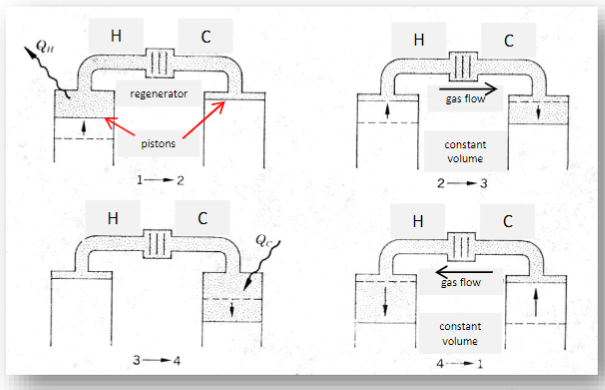 H C
Q_H
regenerator
pistons
1 → 2
H C
gas flow
constant
volume
2 → 3
H C
Q_C
3 → 4
H C
gas flow
constant
volume
4 → 1